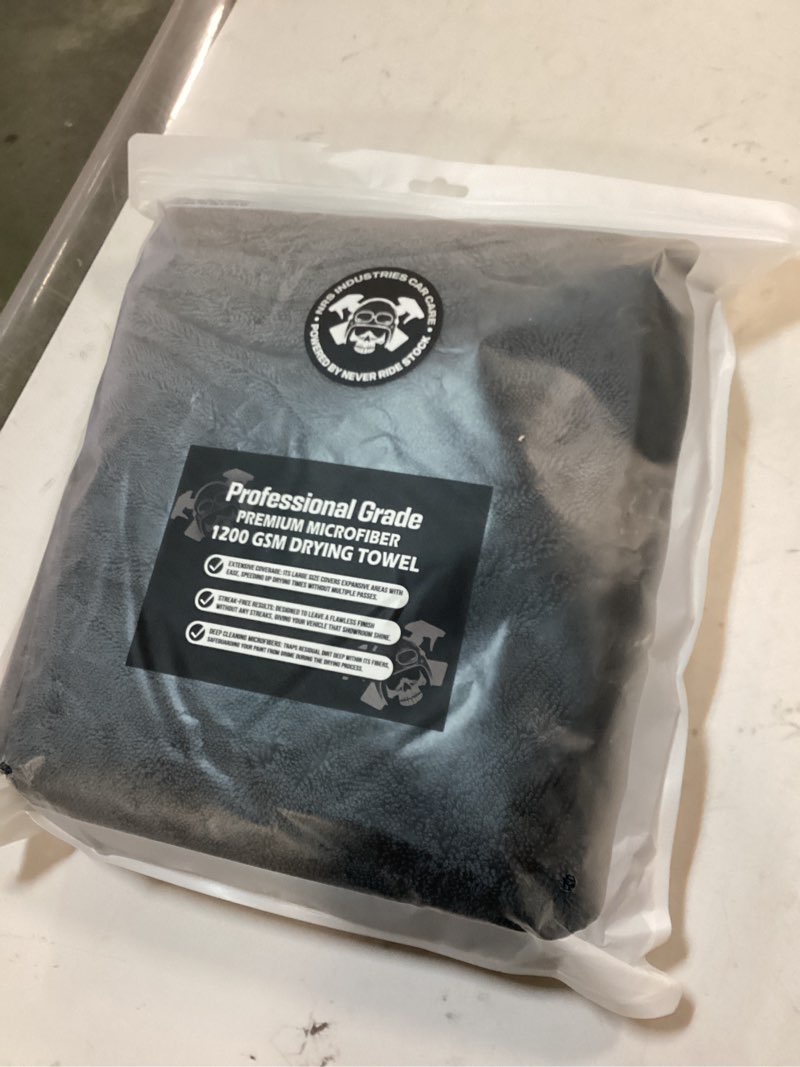 • NRS INDUSTRIES CAR CARE •
POWERED BY NEVER RIDE STOCK
Professional Grade
PREMIUM MICROFIBER
1200 GSM DRYING TOWEL
EXTENSIVE COVERAGE: ITS LARGE SIZE COVERS EXPANSIVE AREAS WITH
EASE, SPEEDING UP DRYING TIMES WITHOUT MULTIPLE PASSES.
STREAK-FREE RESULTS: DESIGNED TO LEAVE A FLAWLESS FINISH
WITHOUT ANY STREAKS, GIVING YOUR VEHICLE THAT SHOWROOM SHINE.
DEEP CLEANING MICROFIBERS: TRAPS RESIDUAL DIRT DEEP WITHIN ITS FIBERS,
SAFEGUARDING YOUR PAINT FROM GRIME DURING THE DRYING PROCESS.